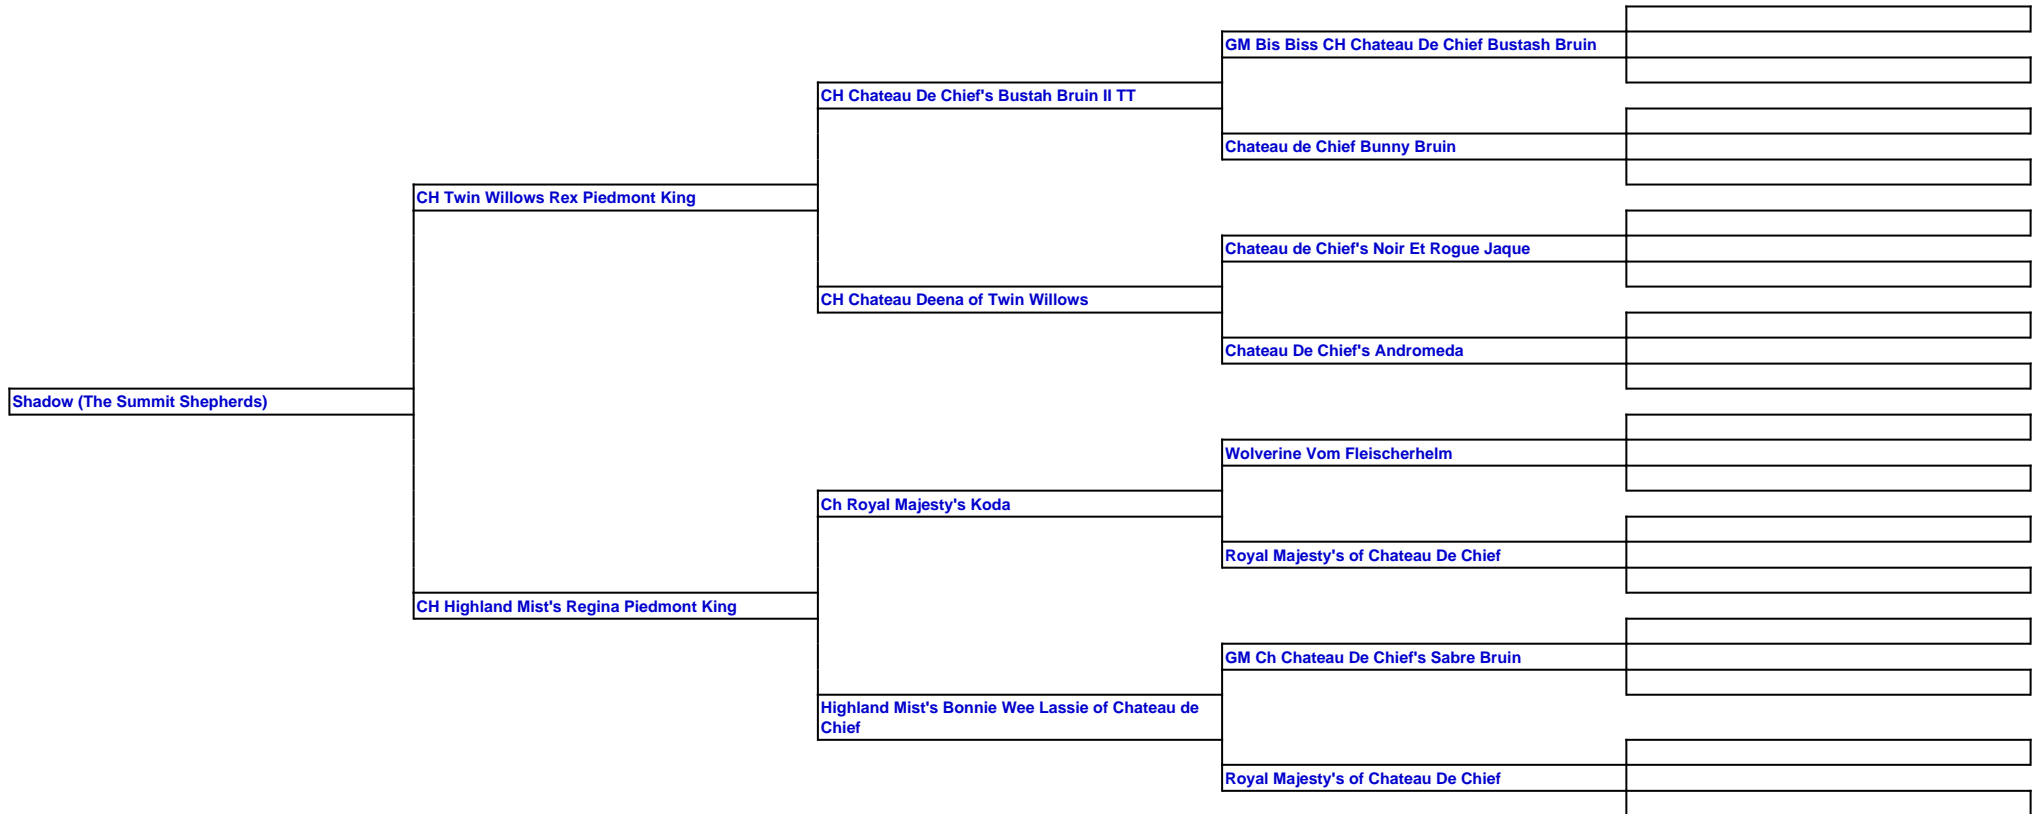 GM Bis Biss CH Chateau De Chief Bustash Bruin
CH Chateau De Chief's Bustah Bruin II TT
Chateau de Chief Bunny Bruin
CH Twin Willows Rex Piedmont King
Chateau de Chief's Noir Et Rogue Jaque
CH Chateau Deena of Twin Willows
Chateau De Chief's Andromeda
Shadow (The Summit Shepherds)
Wolverine Vom Fleischerhelm
Ch Royal Majesty's Koda
Royal Majesty's of Chateau De Chief
CH Highland Mist's Regina Piedmont King
GM Ch Chateau De Chief's Sabre Bruin
Highland Mist's Bonnie Wee Lassie of Chateau de
Chief
Royal Majesty's of Chateau De Chief